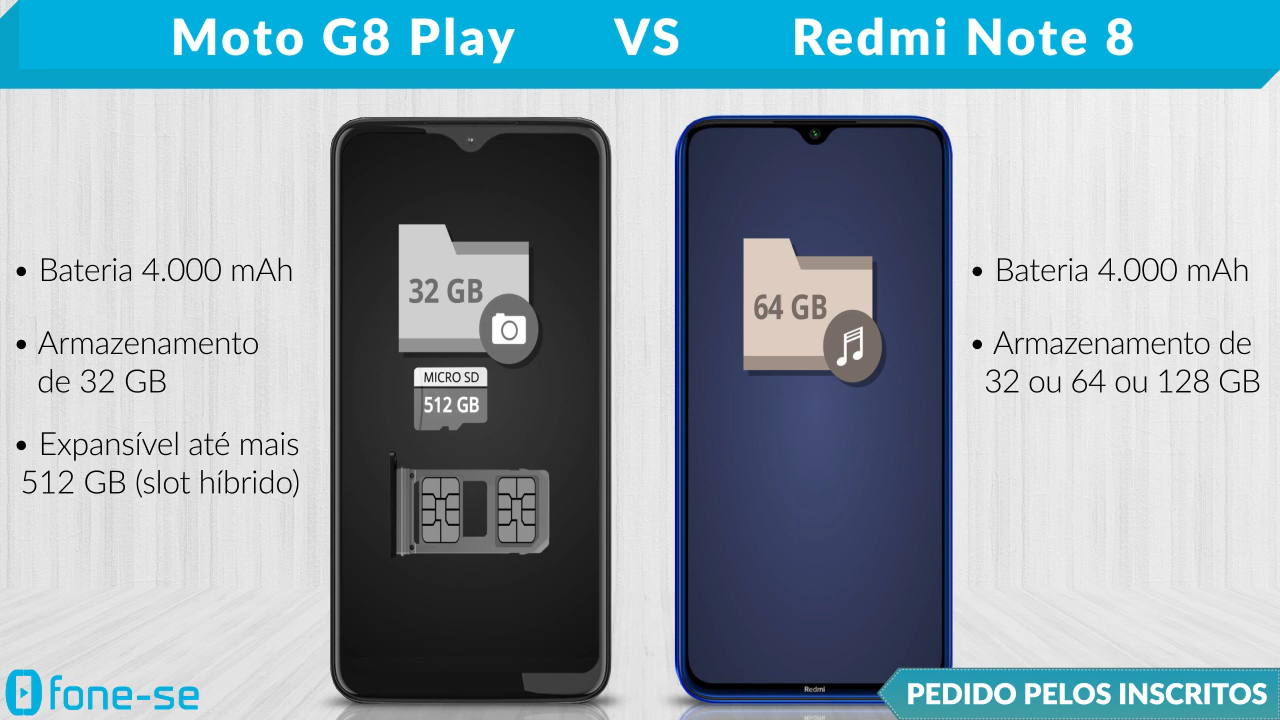 Moto G8 Play VS Redmi Note 8
• Bateria 4.000 mAh
• Armazenamento
de 32 GB
• Expansível até mais
512 GB (slot híbrido)
32 GB
MICRO SD
512 GB
64 GB
Redmi
• Bateria 4.000 mAh
• Armazenamento de
32 ou 64 ou 128 GB
fone-se
PEDIDO PELOS INSCRITOS